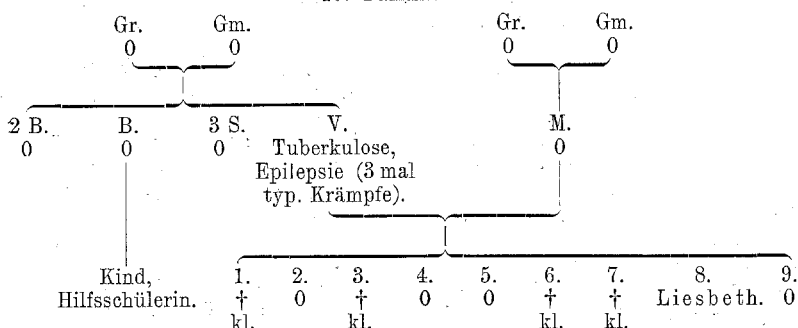 Gr. Gm. Gr. Gm.
0 0 0 0
2 B. B. 3 S. V. M.
0 0 0 Tuberkulose, 0
Epilepsie (3 mal
typ. Krämpfe).
Kind, 1. 2. 3. 4. 5. 6. 7. 8. 9.
Hilfsschülerin. † 0 † 0 0 † † Liesbeth. 0
kl. kl. kl. kl.